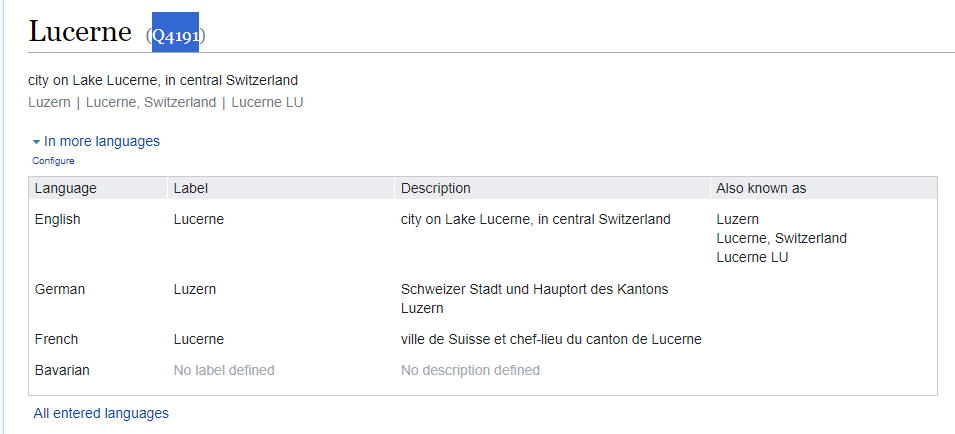 Lucerne (Q4191)
city on Lake Lucerne, in central Switzerland
Luzern | Lucerne, Switzerland | Lucerne LU
In more languages
Configure
Language Label Description Also known as
English Lucerne city on Lake Lucerne, in central Switzerland Luzern
Lucerne, Switzerland
Lucerne LU
German Luzern Schweizer Stadt und Hauptort des Kantons
Luzern
French Lucerne ville de Suisse et chef-lieu du canton de Lucerne
Bavarian No label defined No description defined
All entered languages